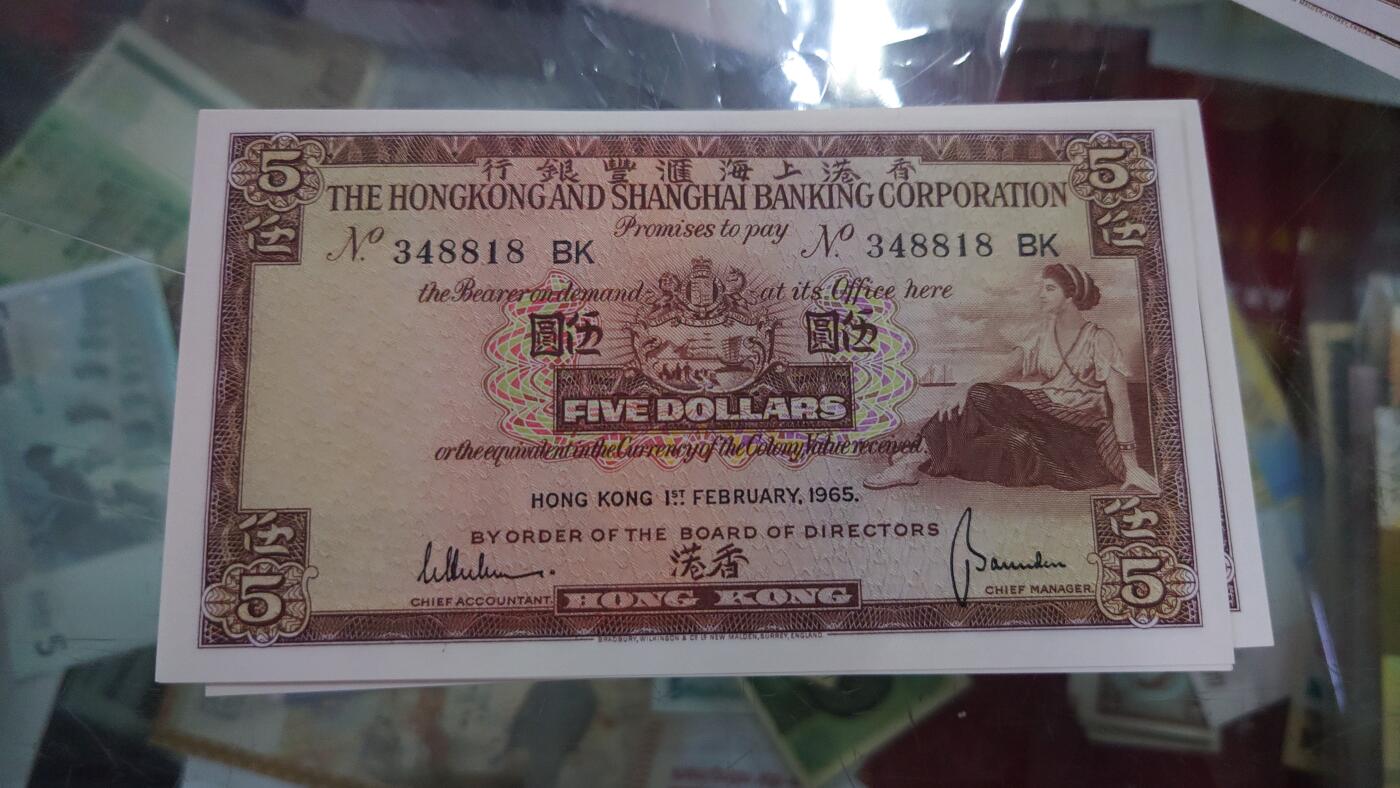 5 5
行銀豐滙海上港香
THE HONGKONG AND SHANGHAI BANKING CORPORATION
伍 伍
Promises to pay
Nº 348818 BK Nº 348818 BK
the Bearer on demand at its Office here
圓伍 圓伍
FIVE DOLLARS
or the equivalent in the Currency of the Colony, Value received.
HONG KONG 1ST FEBRUARY, 1965.
伍 伍
BY ORDER OF THE BOARD OF DIRECTORS
港香
5 5
CHIEF ACCOUNTANT. HONG KONG CHIEF MANAGER.
BRADBURY, WILKINSON & Cº Lº NEW MALDEN, SURREY, ENGLAND.